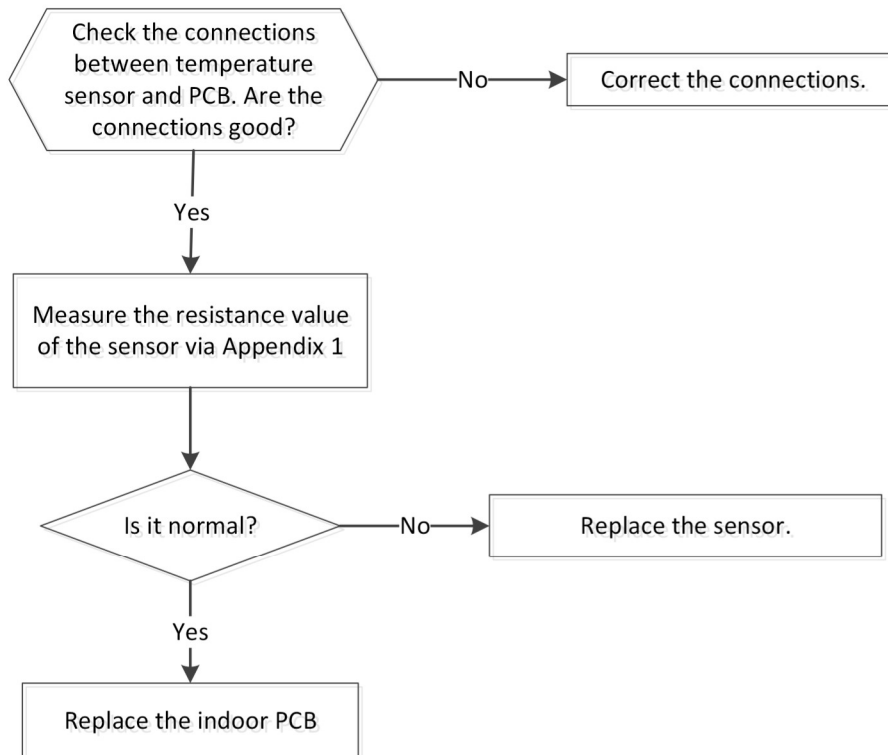 Check the connections
between temperature
sensor and PCB. Are the
connections good?
No
Correct the connections.
Yes
Measure the resistance value
of the sensor via Appendix 1
Is it normal?
No
Replace the sensor.
Yes
Replace the indoor PCB